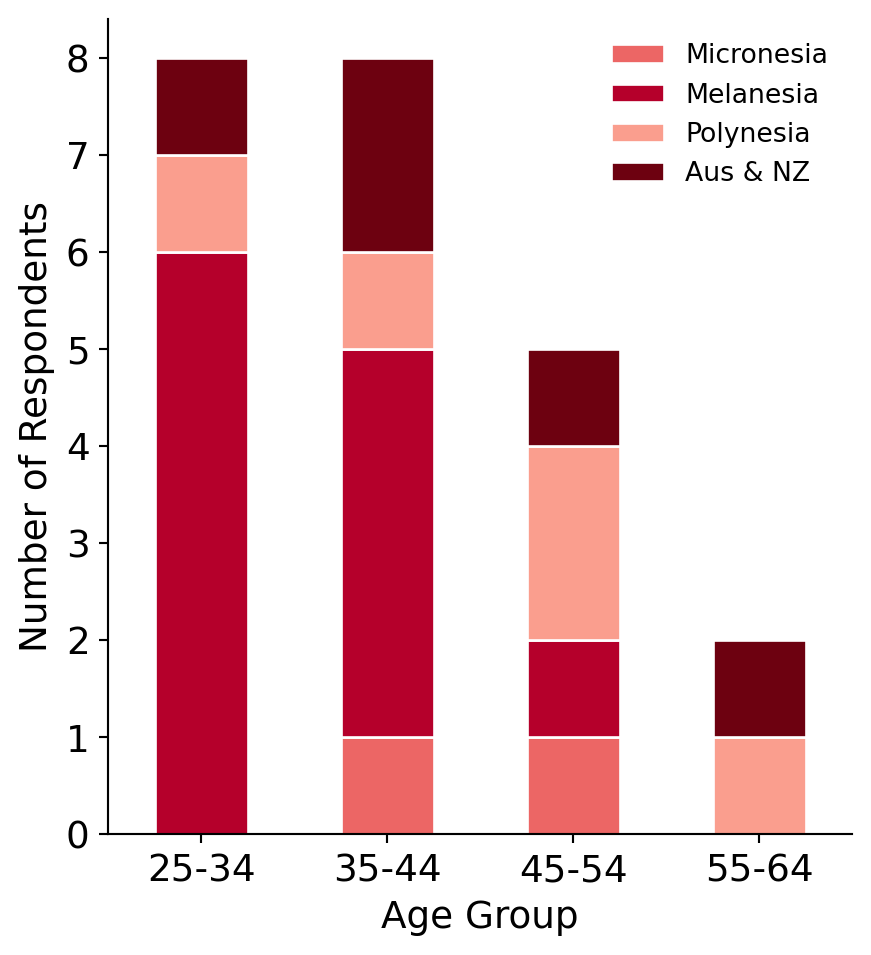 8
7
6
5
4
3
2
1
0
Number of Respondents
Micronesia
Melanesia
Polynesia
Aus & NZ
25-34 35-44 45-54 55-64
Age Group